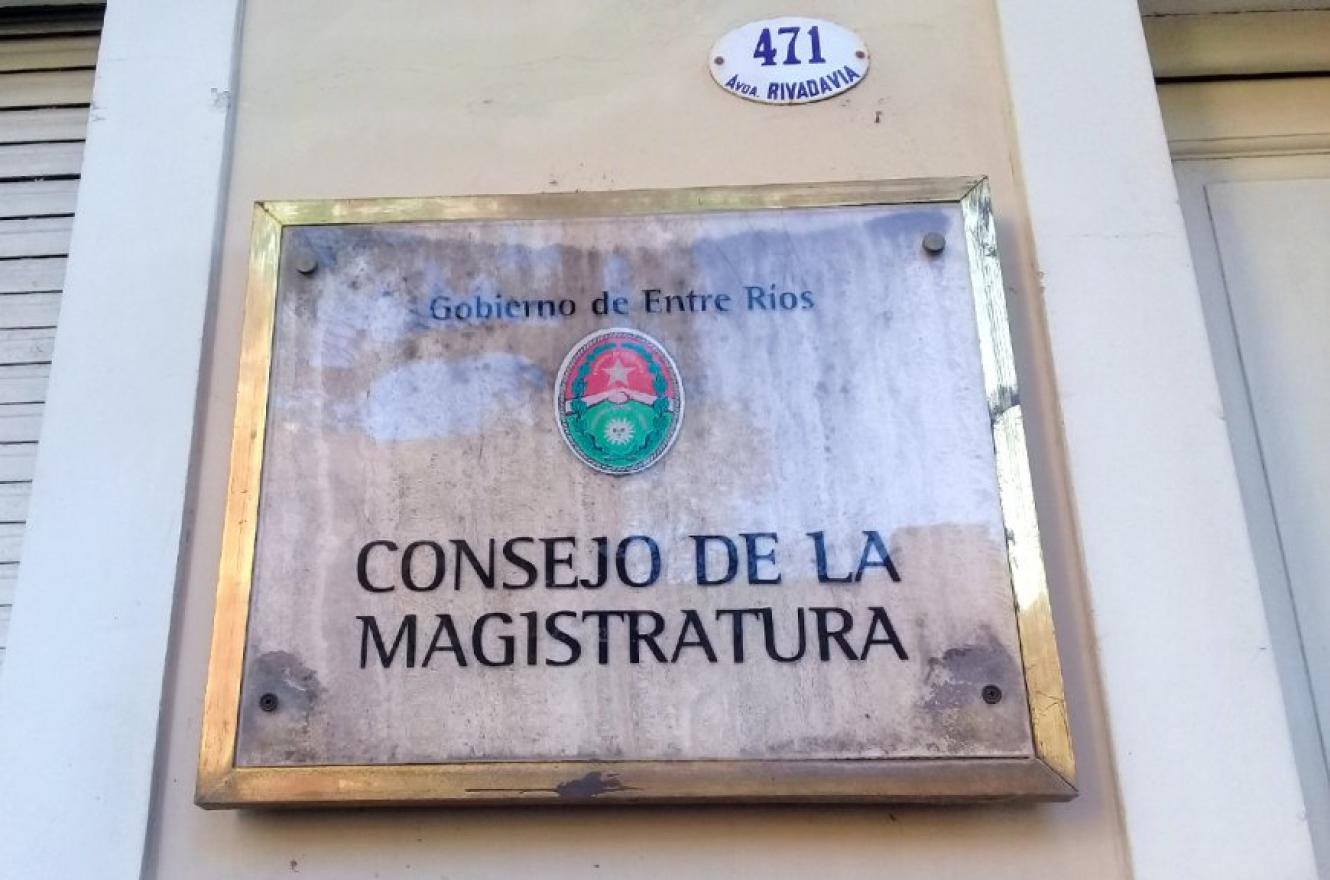 471
AVDA. RIVADAVIA
Gobierno de Entre Ríos
CONSEJO DE LA
MAGISTRATURA